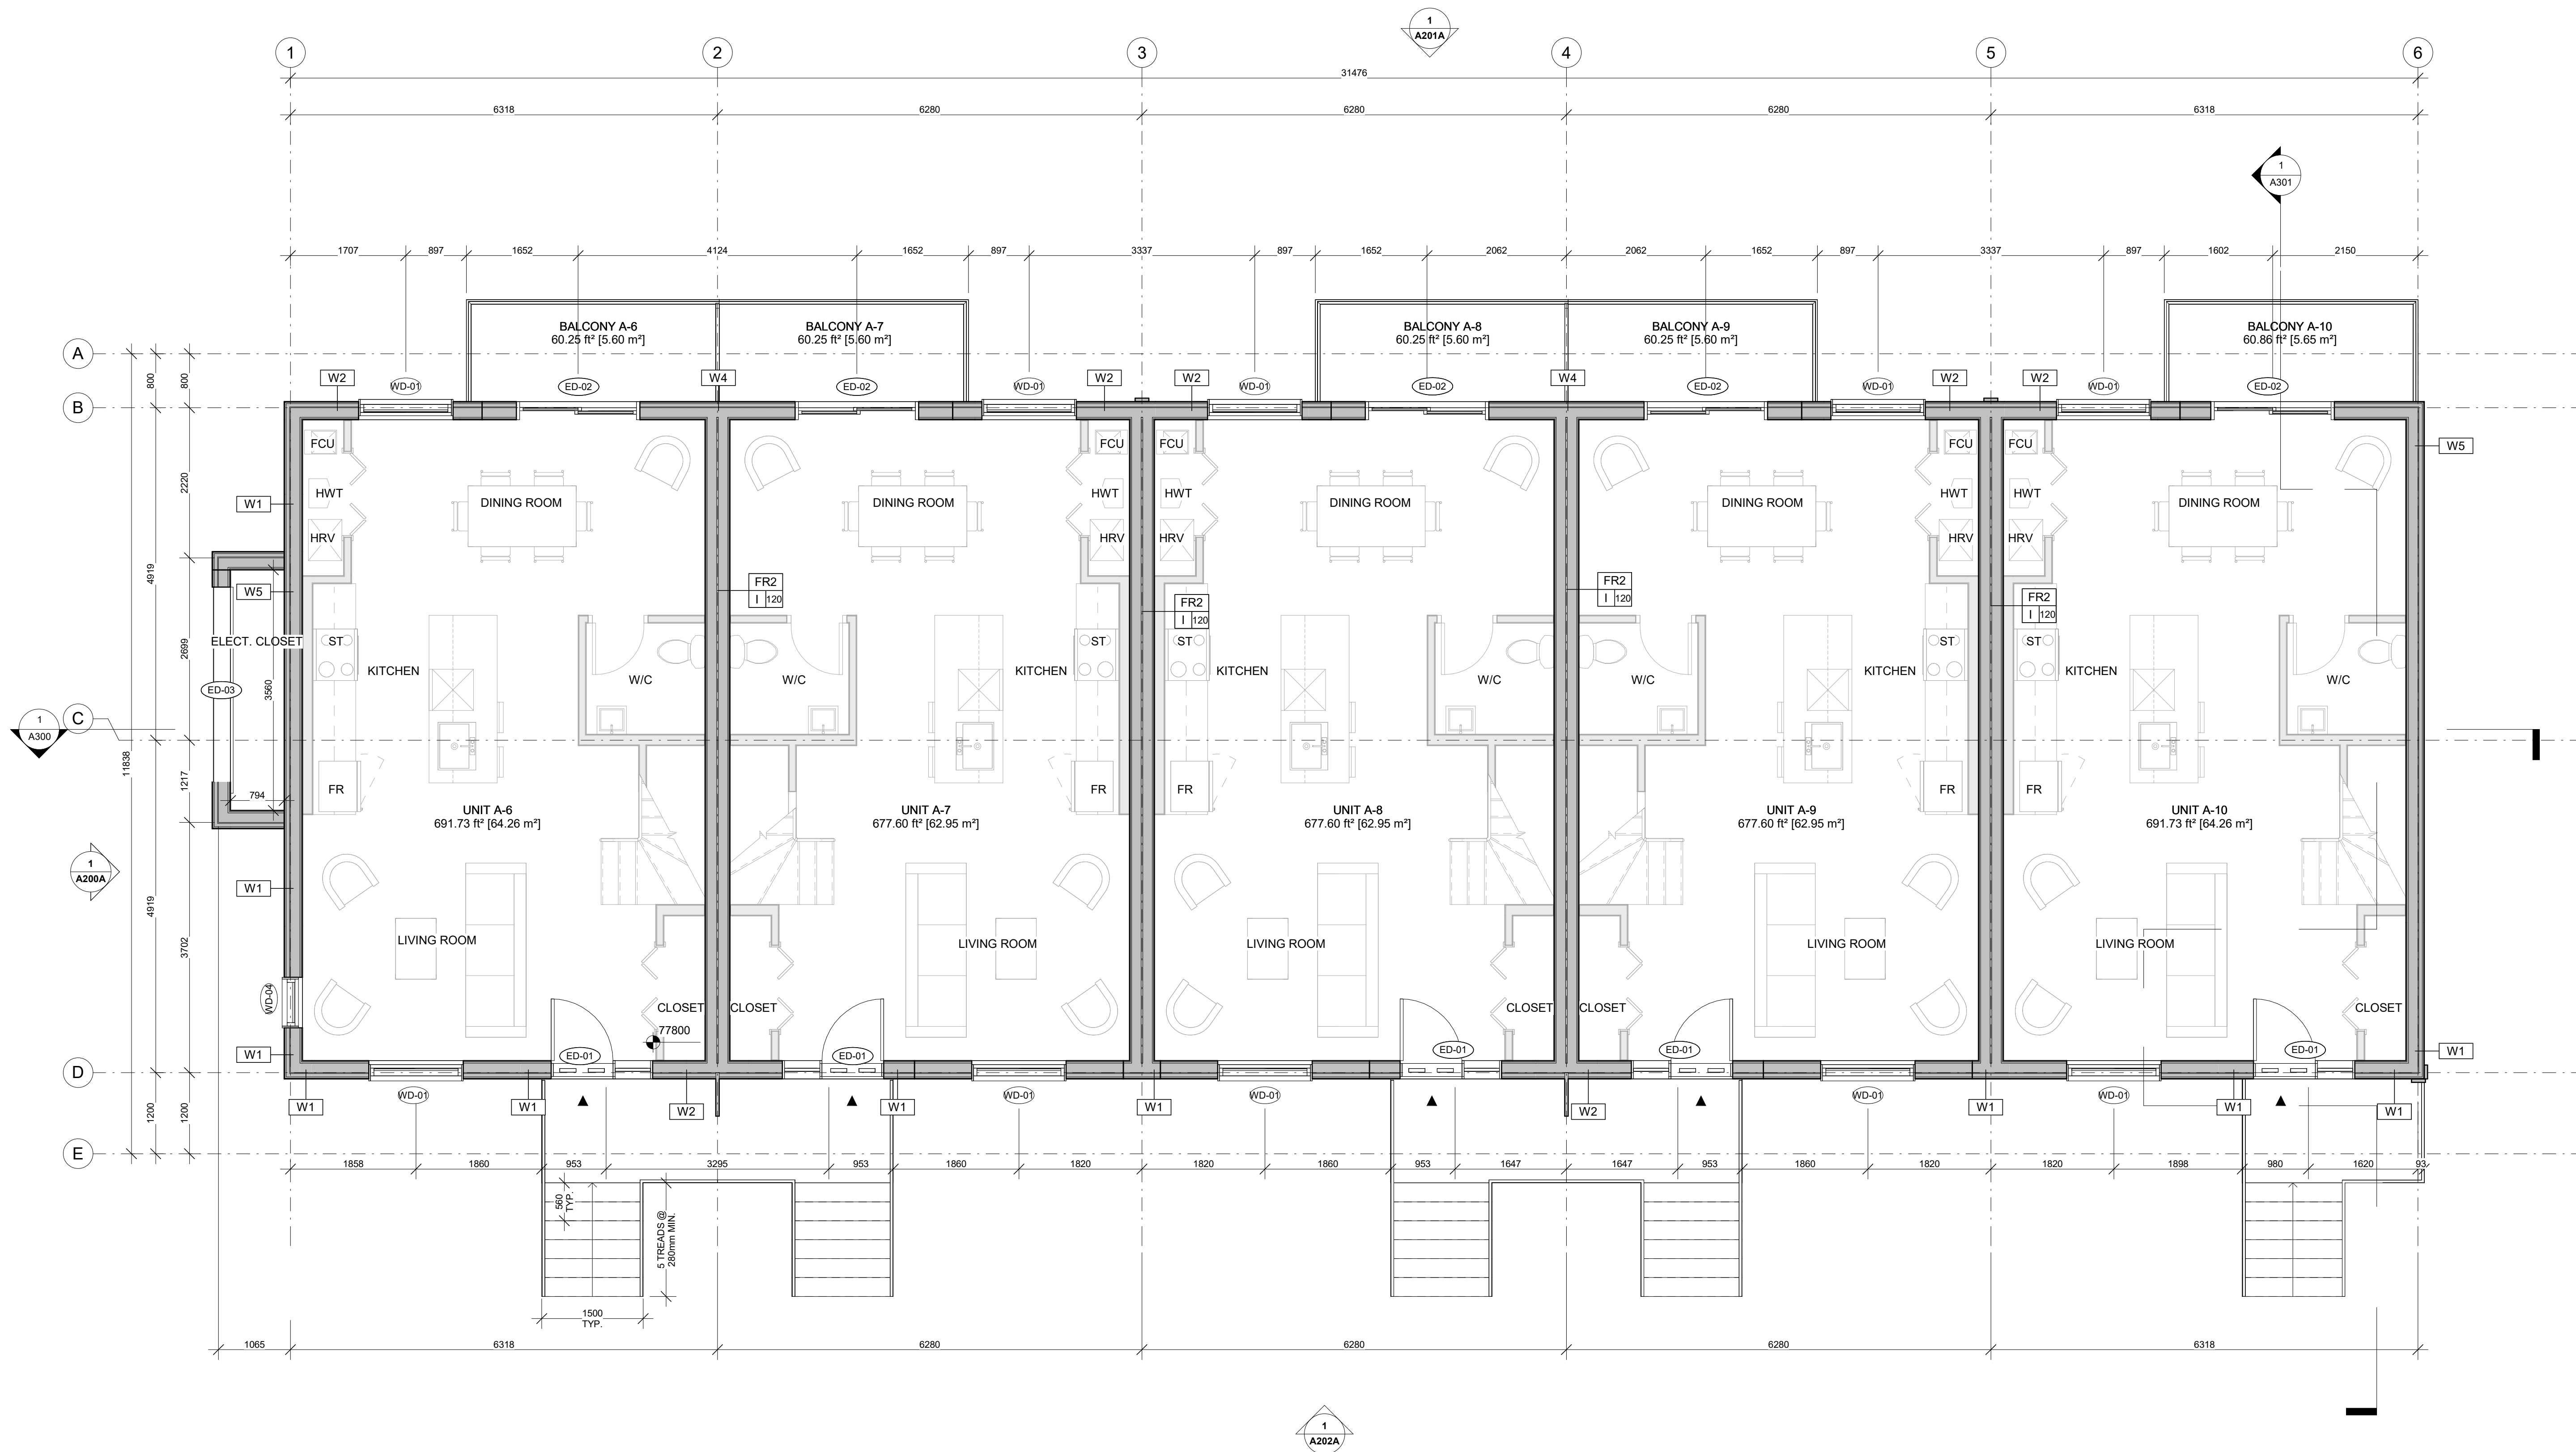 1
A201A
1
2
3
4
5
6
31476
6318
6280
6280
6280
6318
1
A301
1707
897
1652
4124
1652
897
3337
897
1652
2062
2062
1652
897
3337
897
1602
2150
BALCONY A-6
60.25 ft² [5.60 m²]
BALCONY A-7
60.25 ft² [5.60 m²]
BALCONY A-8
60.25 ft² [5.60 m²]
BALCONY A-9
60.25 ft² [5.60 m²]
BALCONY A-10
60.86 ft² [5.65 m²]
A
800
800
W2
WD-01
ED-02
W4
ED-02
WD-01
W2
W2
WD-01
ED-02
W4
ED-02
WD-01
W2
W2
WD-01
ED-02
B
FCU
FCU
FCU
FCU
FCU
W5
2220
HWT
HWT
HWT
HWT
HWT
W1
DINING ROOM
DINING ROOM
DINING ROOM
DINING ROOM
DINING ROOM
HRV
HRV
HRV
HRV
HRV
4919
W5
FR2
I 120
FR2
I 120
FR2
I 120
FR2
I 120
ELECT. CLOSET
2699
ST
ST
ST
ST
ST
KITCHEN
W/C
W/C
KITCHEN
KITCHEN
W/C
W/C
KITCHEN
KITCHEN
W/C
ED-03
3560
C
1
A300
11838
1217
794
FR
FR
FR
FR
FR
UNIT A-6
691.73 ft² [64.26 m²]
UNIT A-7
677.60 ft² [62.95 m²]
UNIT A-8
677.60 ft² [62.95 m²]
UNIT A-9
677.60 ft² [62.95 m²]
UNIT A-10
691.73 ft² [64.26 m²]
1
A200A
W1
4919
3702
LIVING ROOM
LIVING ROOM
LIVING ROOM
LIVING ROOM
LIVING ROOM
WD-04
CLOSET
CLOSET
CLOSET
CLOSET
CLOSET
77800
W1
ED-01
ED-01
ED-01
ED-01
ED-01
W1
D
1200
1200
W1
WD-01
W1
W2
W1
WD-01
W1
WD-01
W2
WD-01
W1
WD-01
W1
W1
E
1858
1860
953
3295
953
1860
1820
1820
1860
953
1647
1647
953
1860
1820
1820
1898
980
1620
93
560
TYP.
5 TREADS @
280mm MIN.
1500
TYP.
1065
6318
6280
6280
6280
6318
1
A202A